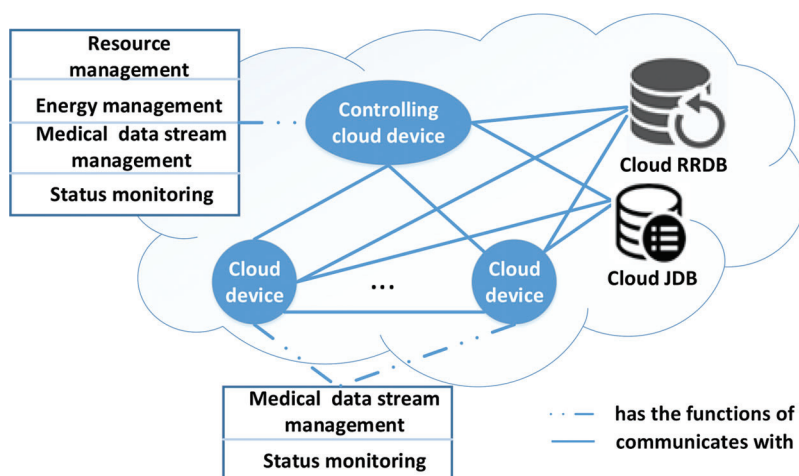 Resource
management
Energy management
Medical data stream
management
Status monitoring
Controlling
cloud device
Cloud RRDB
Cloud JDB
Cloud
device
...
Cloud
device
Medical data stream
management
Status monitoring
has the functions of
communicates with